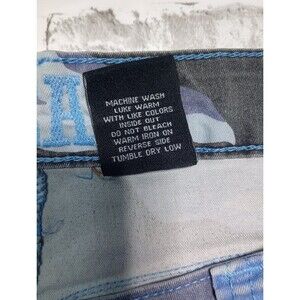 A
MACHINE WASH
LUKE WARM
WITH LIKE COLORS
INSIDE OUT
DO NOT BLEACH
WARM IRON ON
REVERSE SIDE
TUMBLE DRY LOW